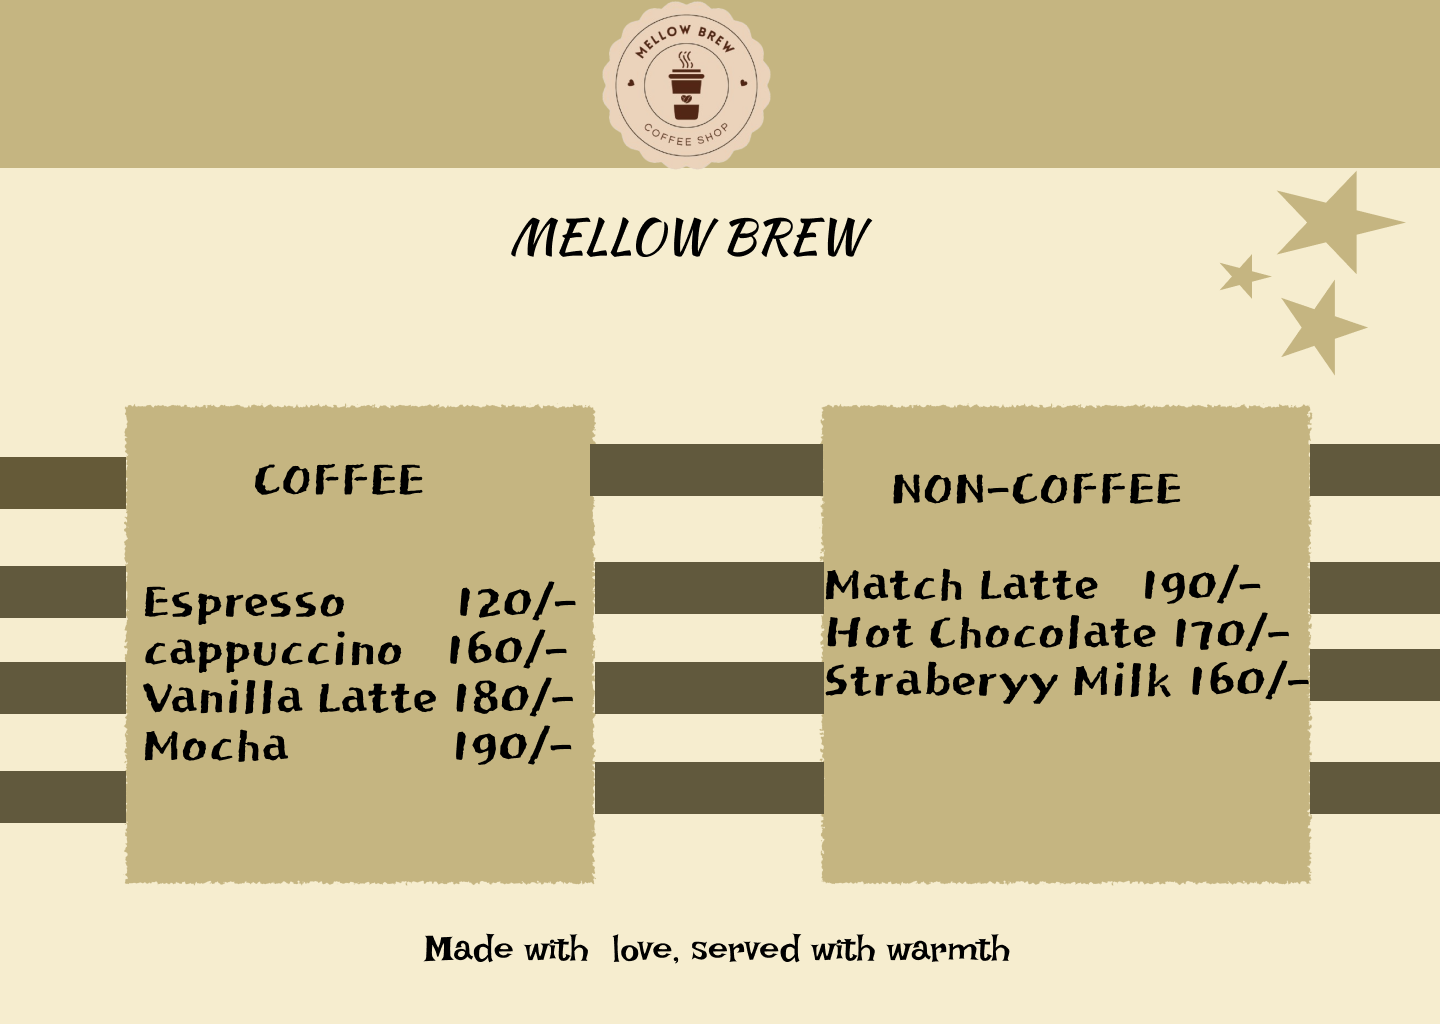 MELLOW BREW
COFFEE SHOP
MELLOW BREW
COFFEE
Espresso 120/-
cappuccino 160/-
Vanilla Latte 180/-
Mocha 190/-
NON-COFFEE
Match Latte 190/-
Hot Chocolate 170/-
Straberyy Milk 160/-
Made with love, served with warmth